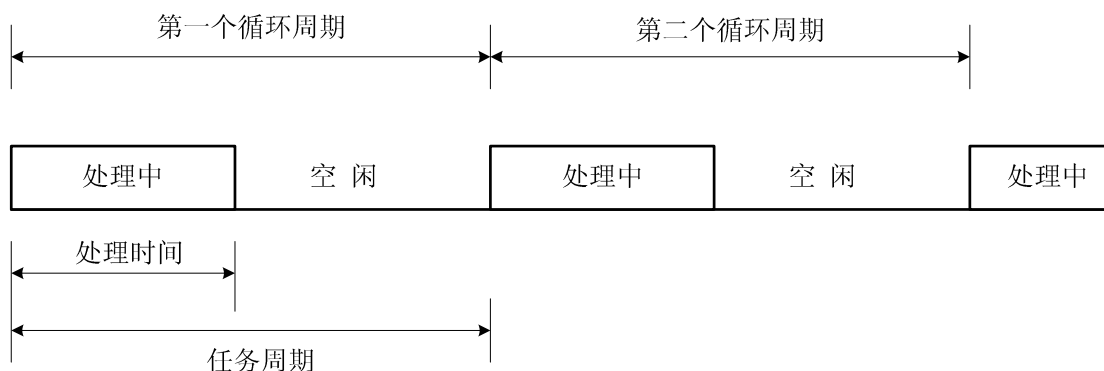 第一个循环周期
第二个循环周期
处理中
空 闲
处理中
空 闲
处理中
处理时间
任务周期